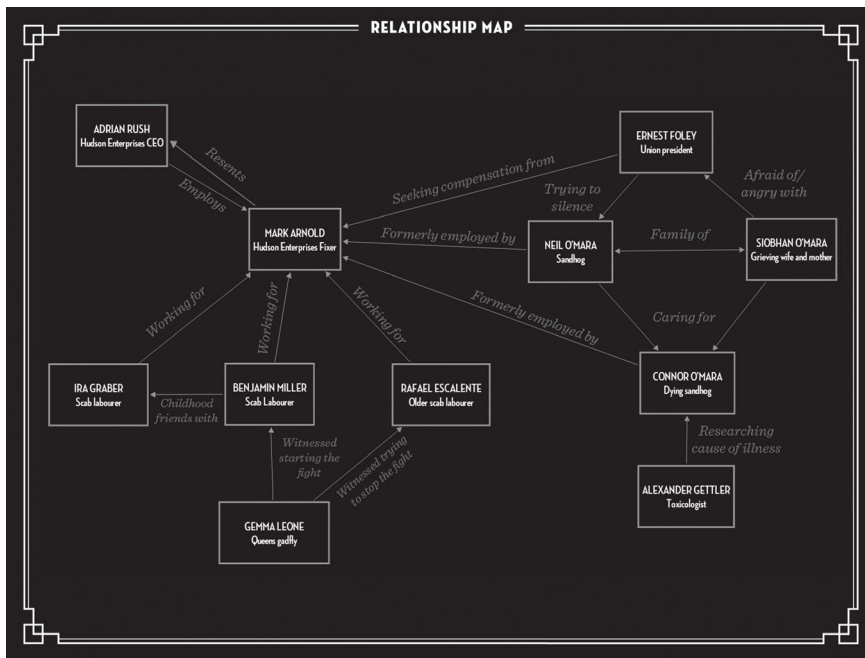 RELATIONSHIP MAP
ADRIAN RUSH
Hudson Enterprises CEO
Resents
Employs
MARK ARNOLD
Hudson Enterprises Fixer
ERNEST FOLEY
Union president
Seeking compensation from
Trying to
silence
Afraid of/
angry with
Formerly employed by
NEIL O'MARA
Sandhog
Family of
SIOBHAN O'MARA
Grieving wife and mother
Working for
Working for
Working for
Formerly employed by
Caring for
IRA GRABER
Scab labourer
Childhood
friends with
BENJAMIN MILLER
Scab Labourer
RAFAEL ESCALENTE
Older scab labourer
CONNOR O'MARA
Dying sandhog
Witnessed
starting the
fight
Witnessed trying
to stop the fight
Researching
cause of illness
GEMMA LEONE
Queens gadfly
ALEXANDER GETTLER
Toxicologist